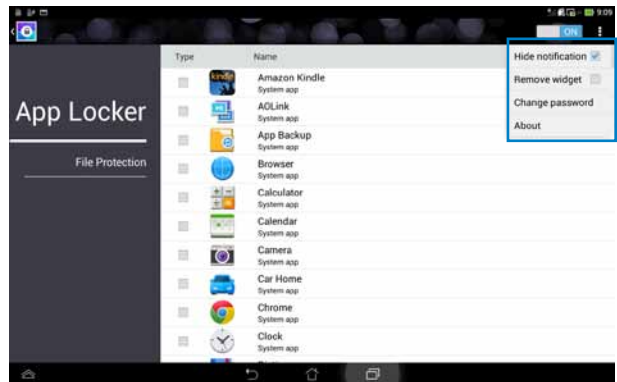 9:09
ON
Hide notification
Remove widget
Change password
About
App Locker
File Protection
Type Name
kindle
Amazon Kindle
System app
AOLink
System app
App Backup
System app
Browser
System app
Calculator
System app
Calendar
System app
Camera
System app
Car Home
System app
Chrome
System app
Clock
System app